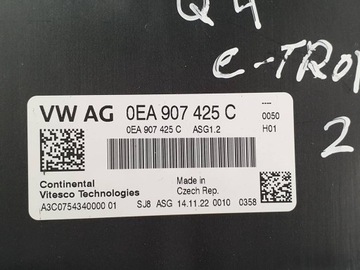 Q4
e-TRO
2
VW AG 0EA 907 425 C ----
0EA 907 425 C ASG1.2 0050
H01
Continental
Vitesco Technologies
Made in
Czech Rep.
A3C0754340000 01 SJ8 ASG 14.11.22 0010 0358